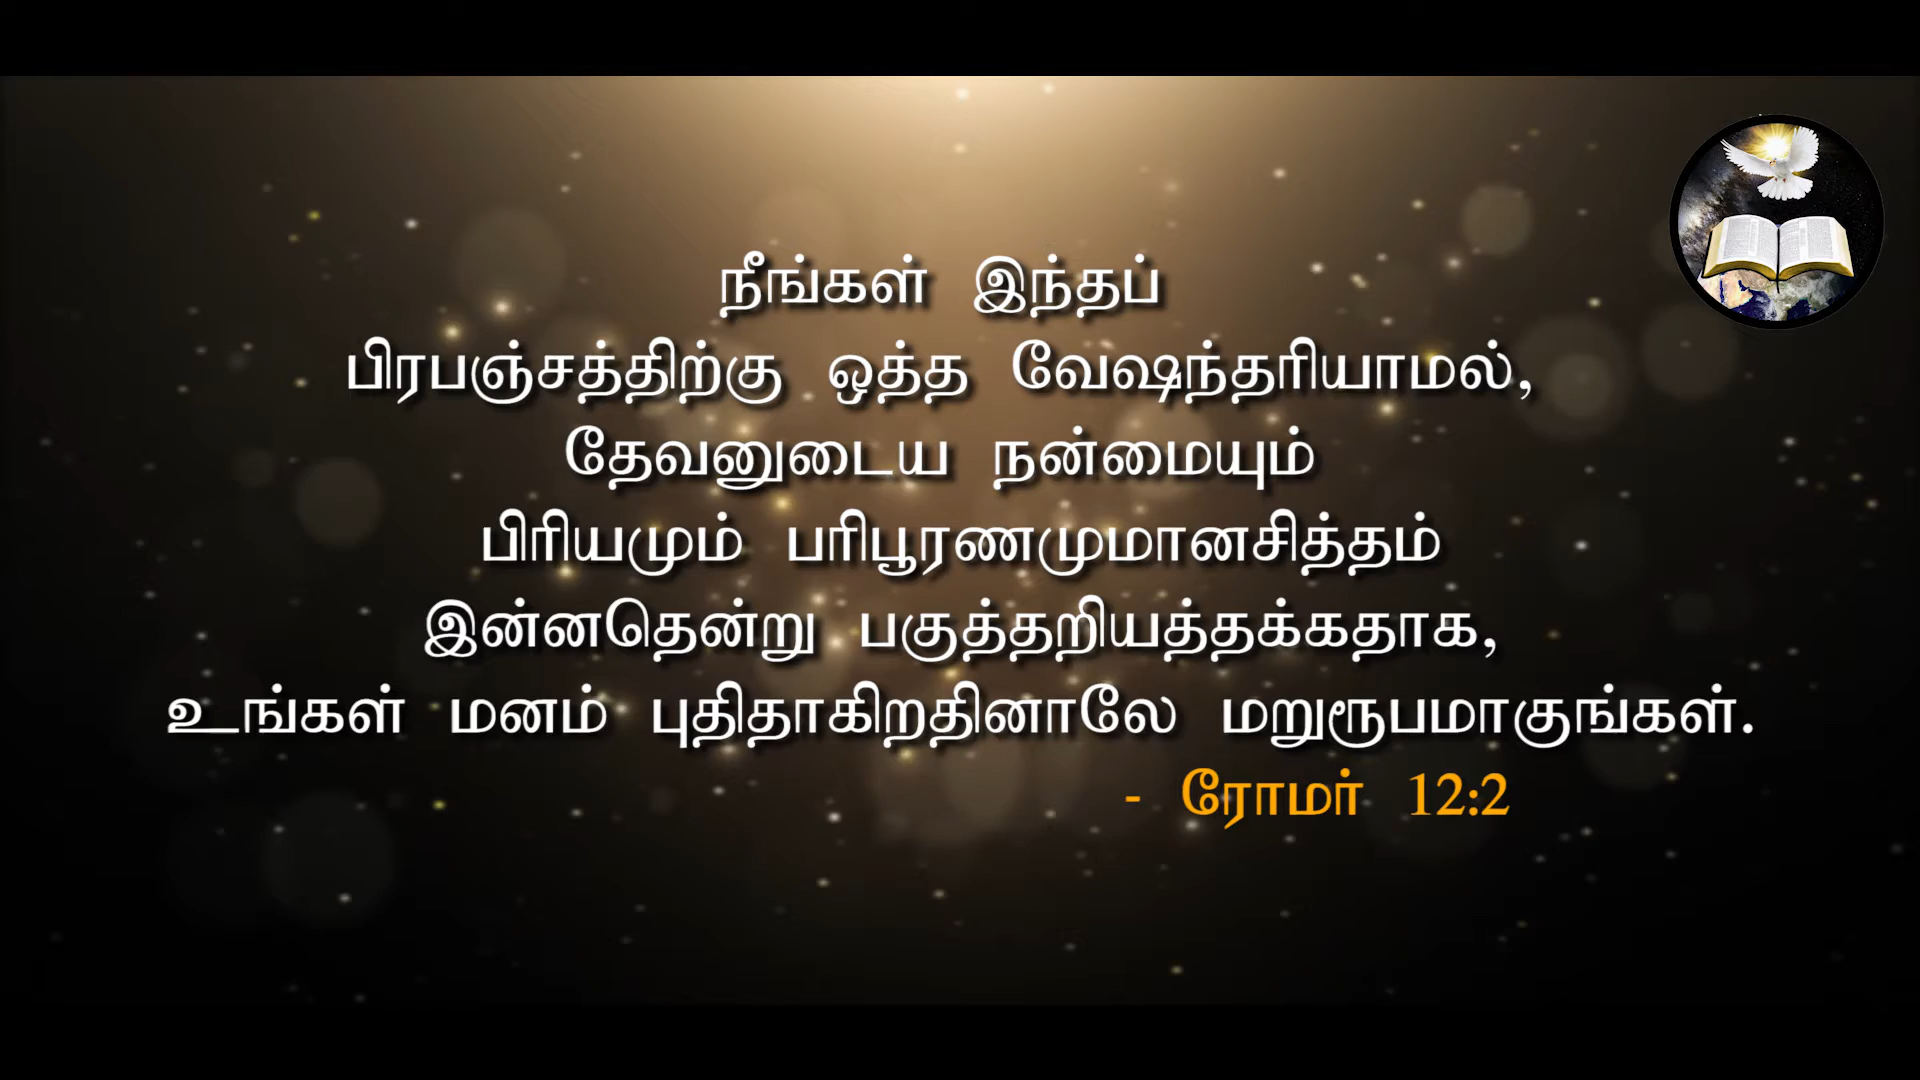 நீங்கள் இந்தப்
பிரபஞ்சத்திற்கு ஒத்த வேஷந்தரியாமல்,
தேவனுடைய நன்மையும்
பிரியமும் பரிபூரணமுமானசித்தம்
இன்னதென்று பகுத்தறியத்தக்கதாக,
உங்கள் மனம் புதிதாகிறதினாலே மறுரூபமாகுங்கள்.
- ரோமர் 12:2